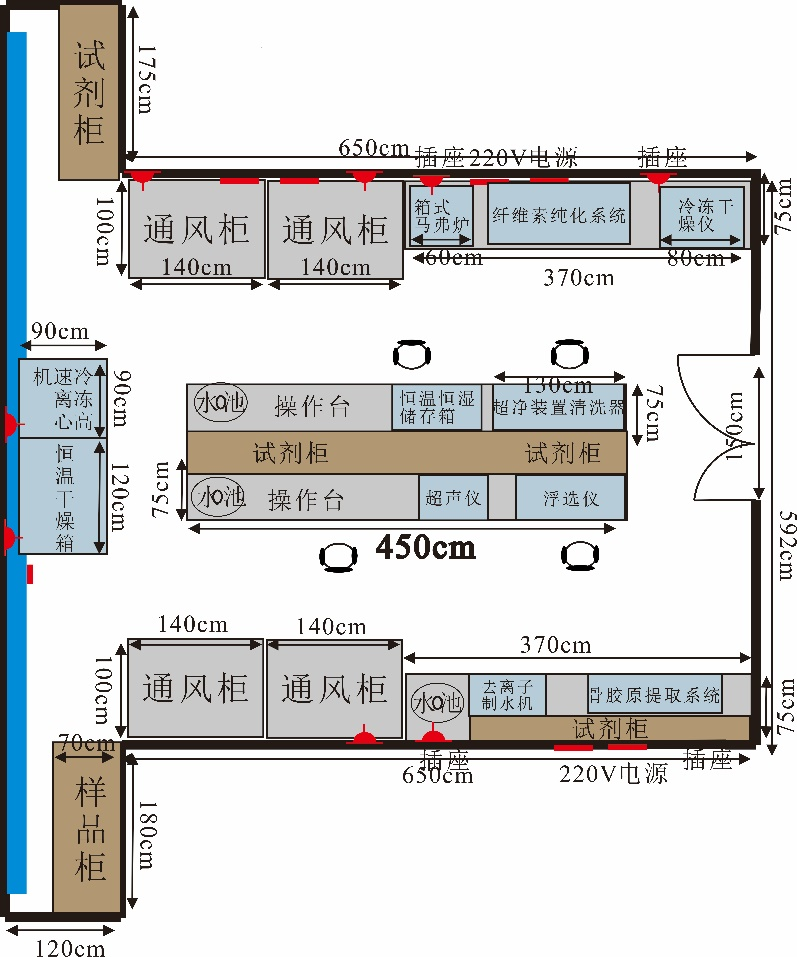 试剂柜
175cm
650cm
插座 220V电源
插座
100cm
通风柜
140cm
通风柜
140cm
箱式
马弗炉
60cm
纤维素纯化系统
冷冻干
燥仪
80cm
370cm
75cm
90cm
冷冻高
速离心
机
90cm
恒温干燥箱
120cm
水池
操作台
恒温恒湿
储存箱
130cm
超净装置清洗器
75cm
试剂柜
试剂柜
75cm
水池
操作台
超声仪
浮选仪
450cm
150cm
592cm
140cm
140cm
370cm
100cm
通风柜
通风柜
水池
去离子
制水机
骨胶原提取系统
试剂柜
75cm
插座
650cm
220V电源
插座
70cm
样品柜
180cm
120cm